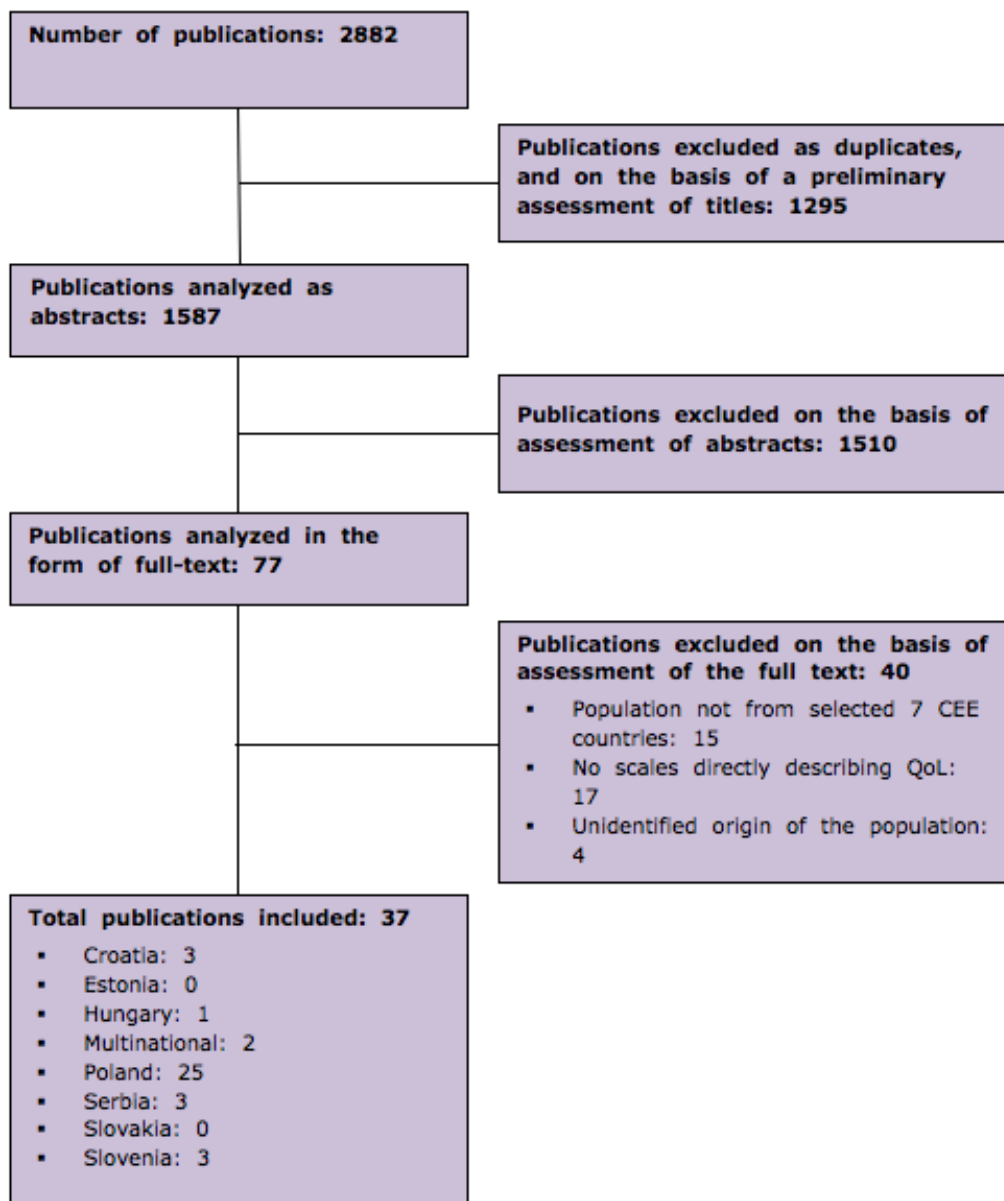 Number of publications: 2882
Publications excluded as duplicates,
and on the basis of a preliminary
assessment of titles: 1295
Publications analyzed as
abstracts: 1587
Publications excluded on the basis of
assessment of abstracts: 1510
Publications analyzed in the
form of full-text: 77
Publications excluded on the basis of
assessment of the full text: 40
▪ Population not from selected 7 CEE
countries: 15
▪ No scales directly describing QoL:
17
▪ Unidentified origin of the population:
4
Total publications included: 37
▪ Croatia: 3
▪ Estonia: 0
▪ Hungary: 1
▪ Multinational: 2
▪ Poland: 25
▪ Serbia: 3
▪ Slovakia: 0
▪ Slovenia: 3